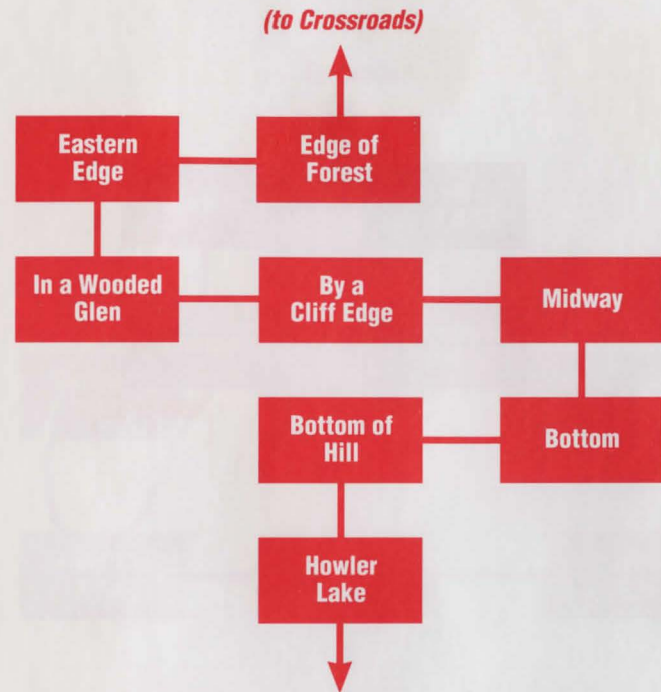 (to Crossroads)
Eastern
Edge
Edge of
Forest
In a Wooded
Glen
By a
Cliff Edge
Midway
Bottom of
Hill
Bottom
Howler
Lake